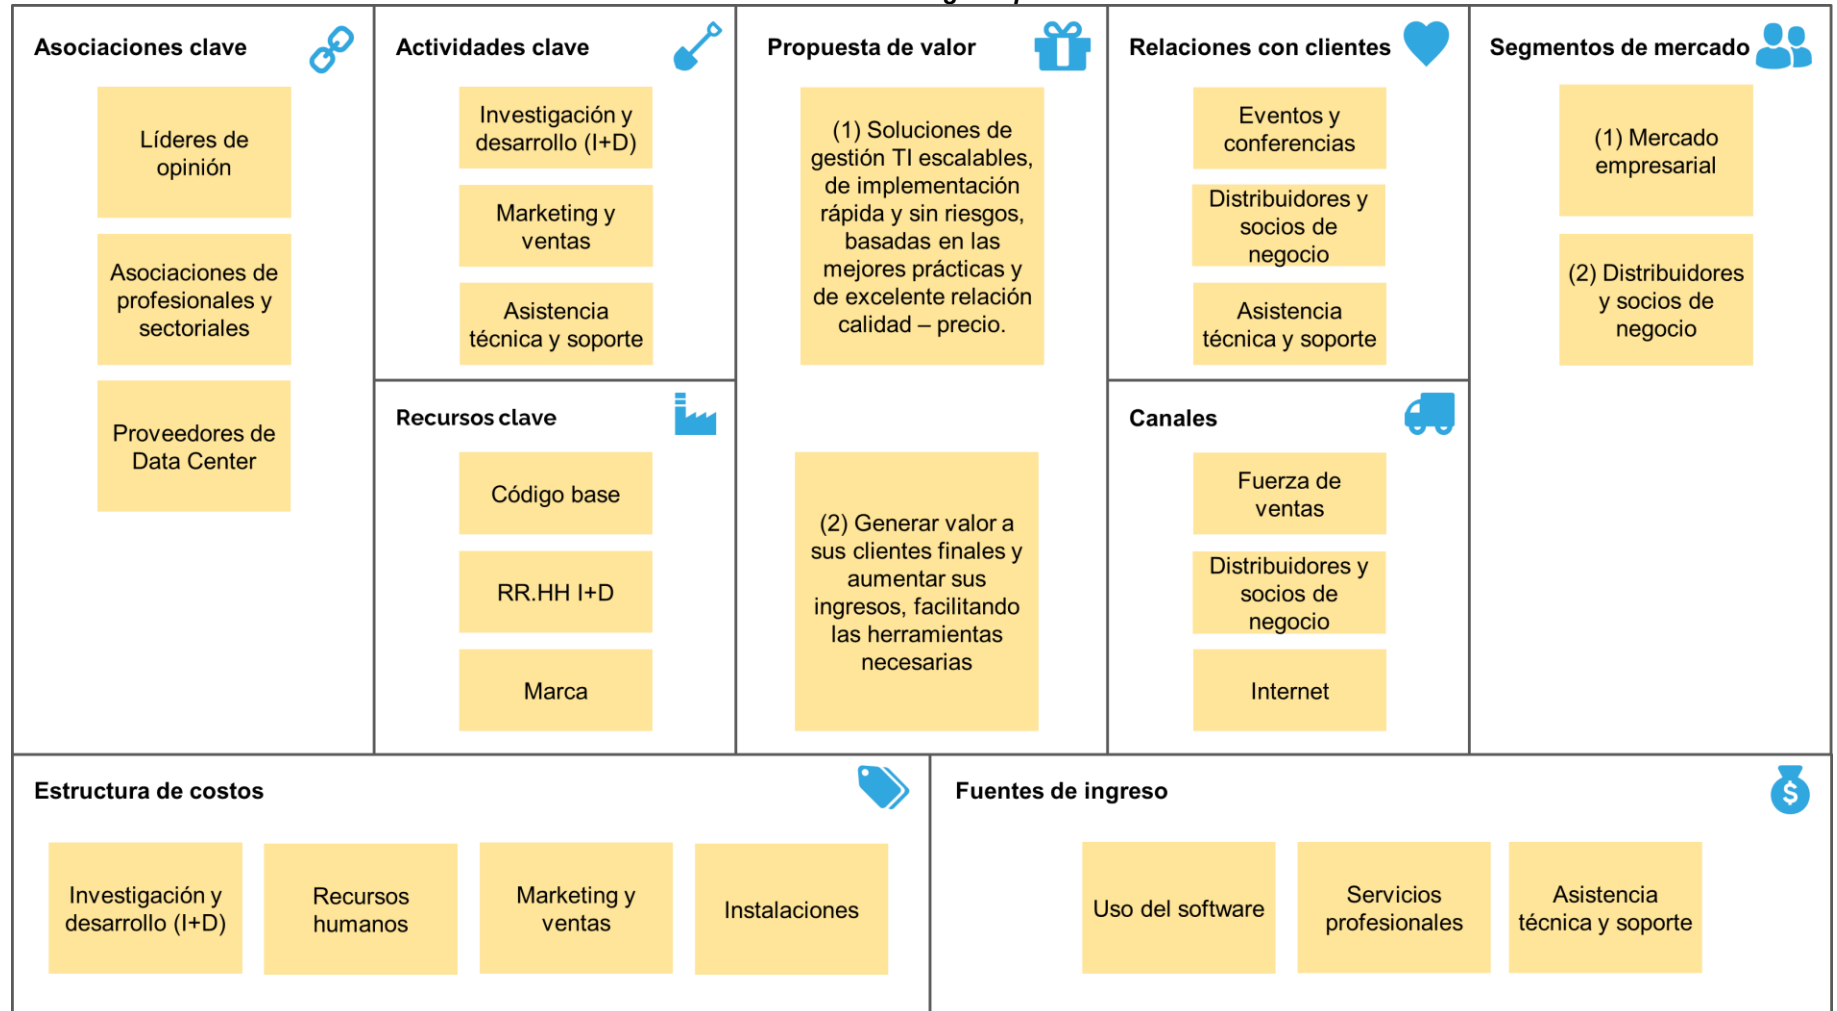 Asociaciones clave
Líderes de
opinión
Asociaciones de
profesionales y
sectoriales
Proveedores de
Data Center
Actividades clave
Investigación y
desarrollo (I+D)
Marketing y
ventas
Asistencia
técnica y soporte
Recursos clave
Código base
RR.HH I+D
Marca
Propuesta de valor
(1) Soluciones de
gestión TI escalables,
de implementación
rápida y sin riesgos,
basadas en las
mejores prácticas y
de excelente relación
calidad – precio.
(2) Generar valor a
sus clientes finales y
aumentar sus
ingresos, facilitando
las herramientas
necesarias
Relaciones con clientes
Eventos y
conferencias
Distribuidores y
socios de
negocio
Asistencia
técnica y soporte
Canales
Fuerza de
ventas
Distribuidores y
socios de
negocio
Internet
Segmentos de mercado
(1) Mercado
empresarial
(2) Distribuidores
y socios de
negocio
Estructura de costos
Investigación y
desarrollo (I+D)
Recursos
humanos
Marketing y
ventas
Instalaciones
Fuentes de ingreso
$
Uso del software
Servicios
profesionales
Asistencia
técnica y soporte